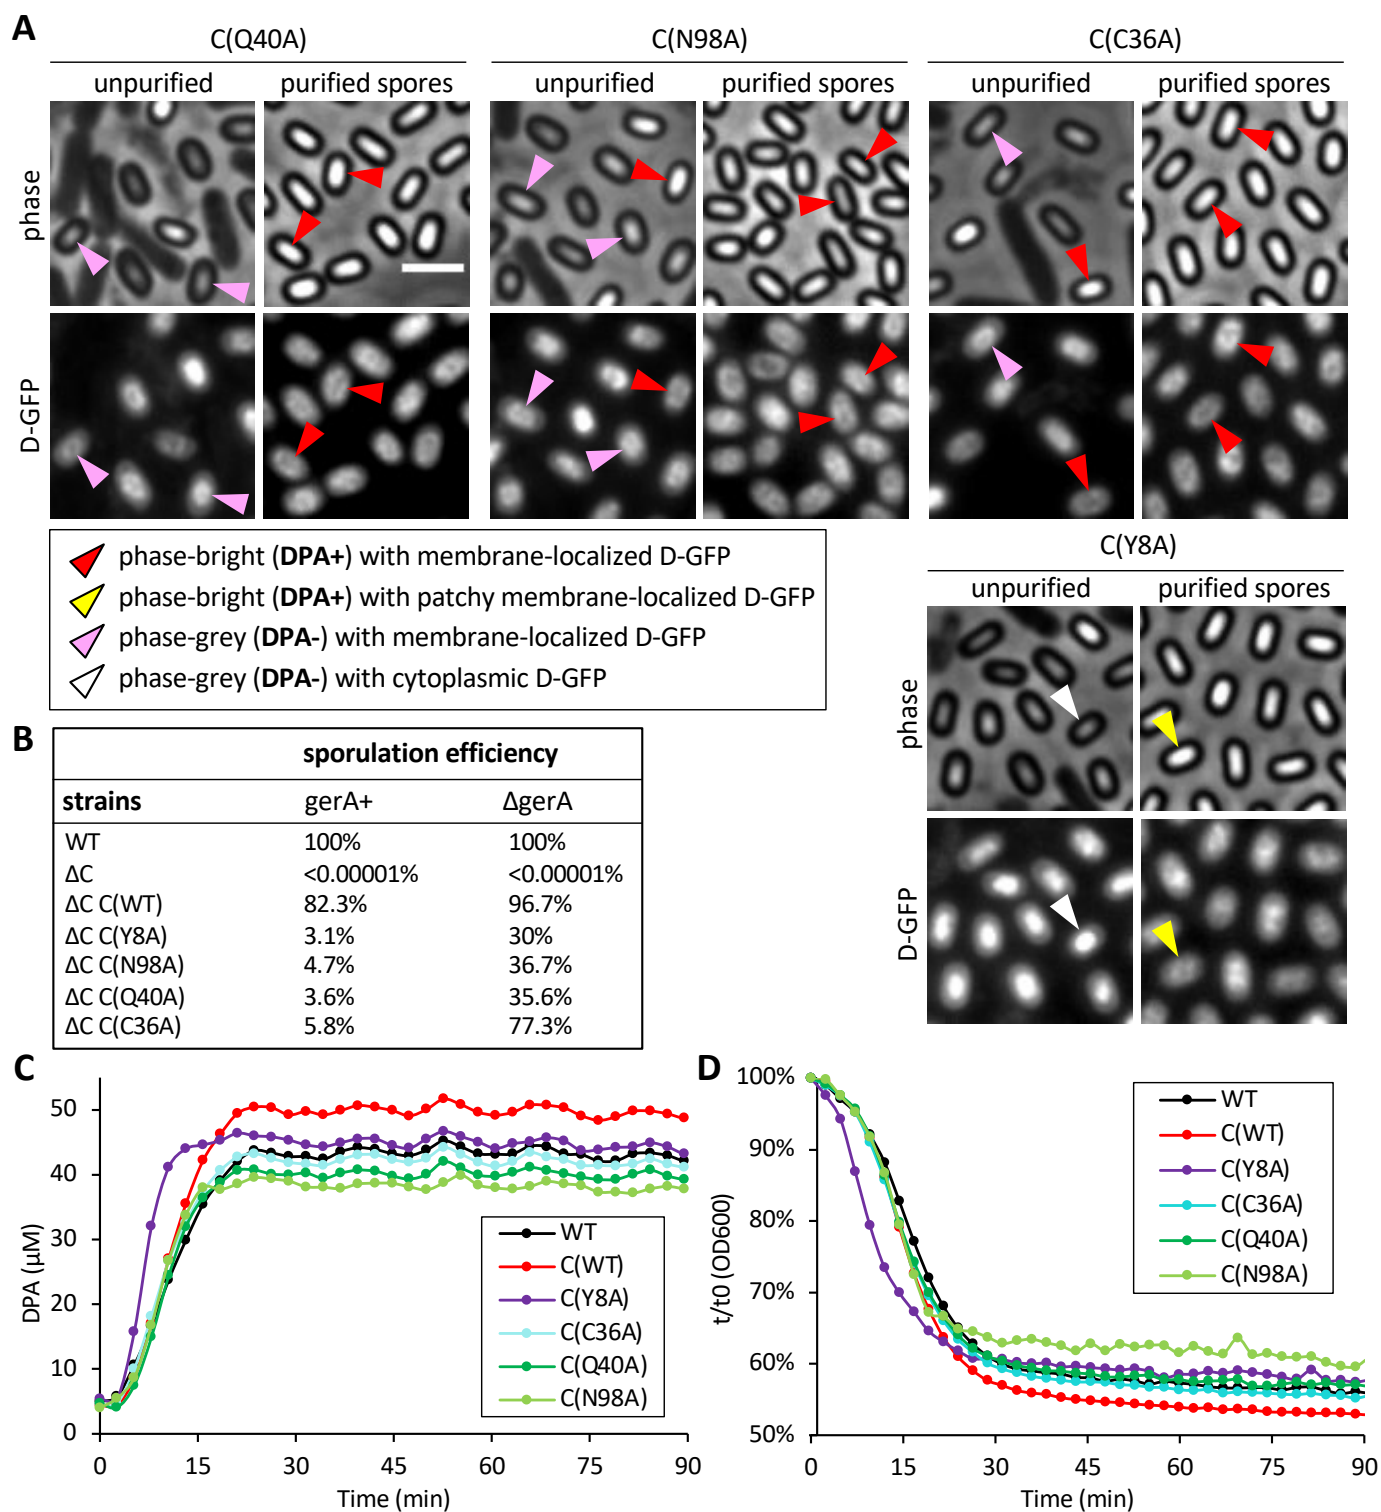 A
C(Q40A)
C(N98A)
C(C36A)
unpurified
purified spores
unpurified
purified spores
unpurified
purified spores
phase
D-GFP
phase-bright (DPA+) with membrane-localized D-GFP
phase-bright (DPA+) with patchy membrane-localized D-GFP
phase-grey (DPA-) with membrane-localized D-GFP
phase-grey (DPA-) with cytoplasmic D-GFP
C(Y8A)
unpurified
purified spores
phase
D-GFP
B
sporulation efficiency
strains gerA+ ΔgerA
WT 100% 100%
ΔC <0.00001% <0.00001%
ΔC C(WT) 82.3% 96.7%
ΔC C(Y8A) 3.1% 30%
ΔC C(N98A) 4.7% 36.7%
ΔC C(Q40A) 3.6% 35.6%
ΔC C(C36A) 5.8% 77.3%
C
DPA (µM)
50
40
30
20
10
0
0 15 30 45 60 75 90
Time (min)
WT
C(WT)
C(Y8A)
C(C36A)
C(Q40A)
C(N98A)
D
t/t0 (OD600)
100%
90%
80%
70%
60%
50%
0 15 30 45 60 75 90
Time (min)
WT
C(WT)
C(Y8A)
C(C36A)
C(Q40A)
C(N98A)